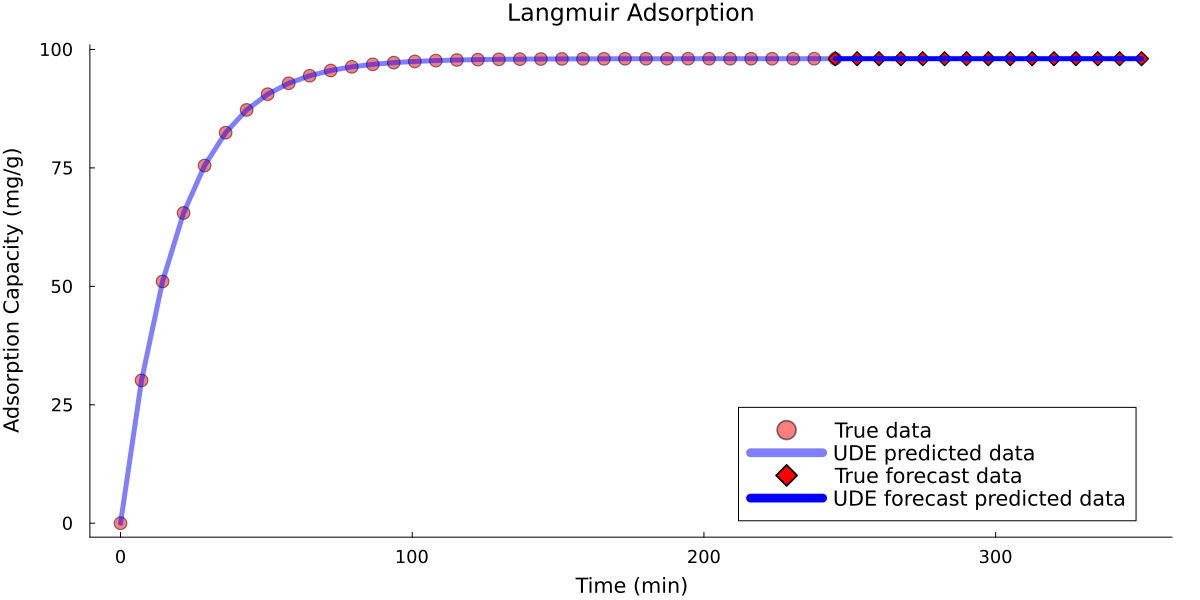 Langmuir Adsorption
Adsorption Capacity (mg/g)
100
75
50
25
0
0 100 200 300
Time (min)
True data
UDE predicted data
True forecast data
UDE forecast predicted data